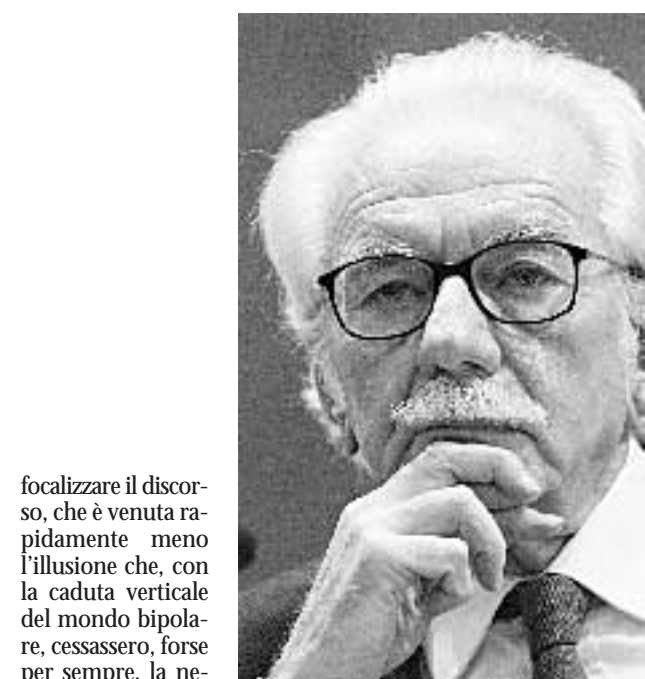 focalizzare il discor-
so, che è venuta ra-
pidamente meno
l'illusione che, con
la caduta verticale
del mondo bipola-
re, cessassero, forse
per sempre, la ne-